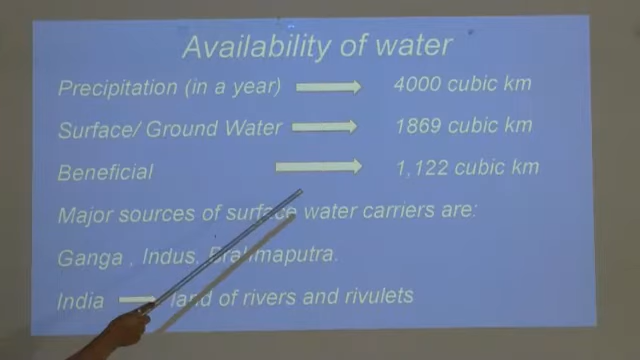 Availability of water
Precipitation (in a year) 4000 cubic km
Surface/ Ground Water 1869 cubic km
Beneficial 1,122 cubic km
Major sources of surface water carriers are:
Ganga , Indus, Brahmaputra.
India land of rivers and rivulets